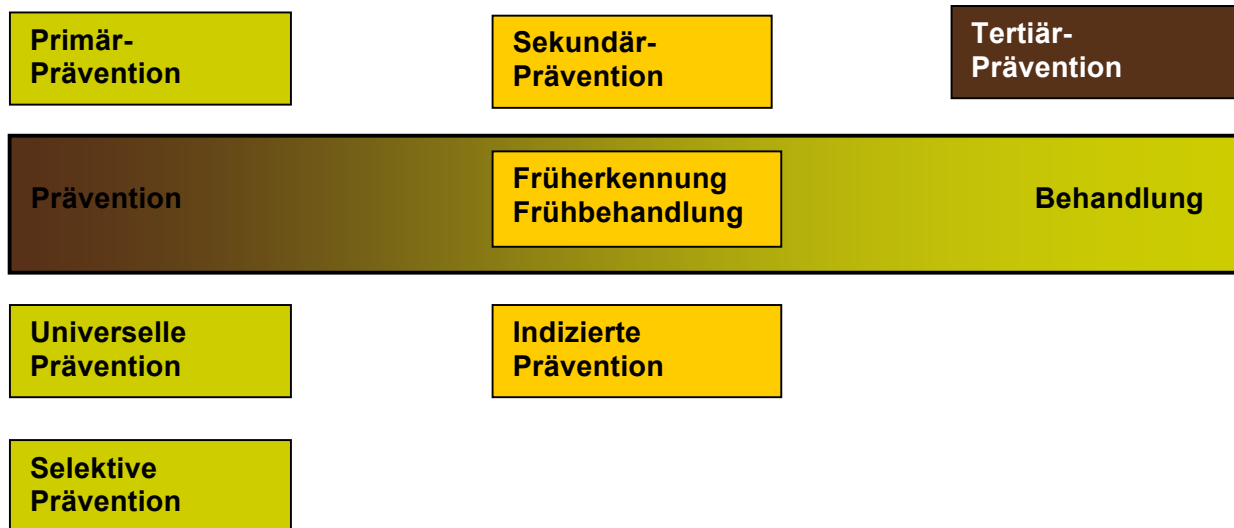 Primär-
Prävention
Sekundär-
Prävention
Tertiär-
Prävention
Prävention
Früherkennung
Frühbehandlung
Behandlung
Universelle
Prävention
Indizierte
Prävention
Selektive
Prävention